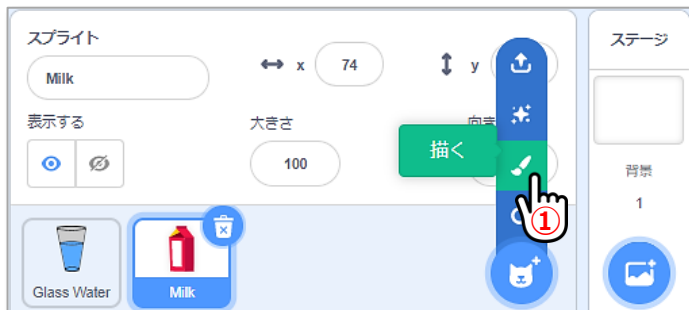 スプライト
Milk
x 74
y
ステージ
表示する
大きさ
100
向き
描く
背景
1
①
Glass Water
Milk